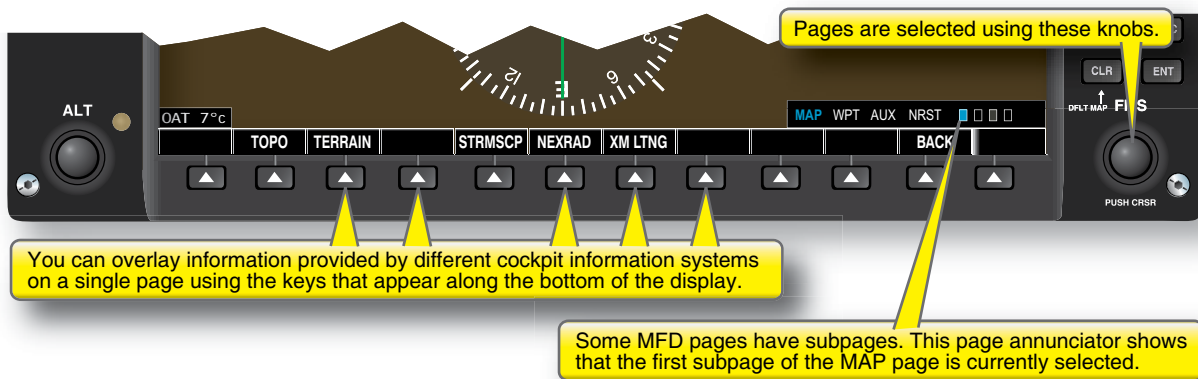 Pages are selected using these knobs.
C
CLR ENT
DFLT MAP FMS
ALT
3
12 E 6
OAT 7°C
MAP WPT AUX NRST
TOPO TERRAIN STRMSCP NEXRAD XM LTNG BACK
PUSH CRSR
You can overlay information provided by different cockpit information systems
on a single page using the keys that appear along the bottom of the display.
Some MFD pages have subpages. This page annunciator shows
that the first subpage of the MAP page is currently selected.